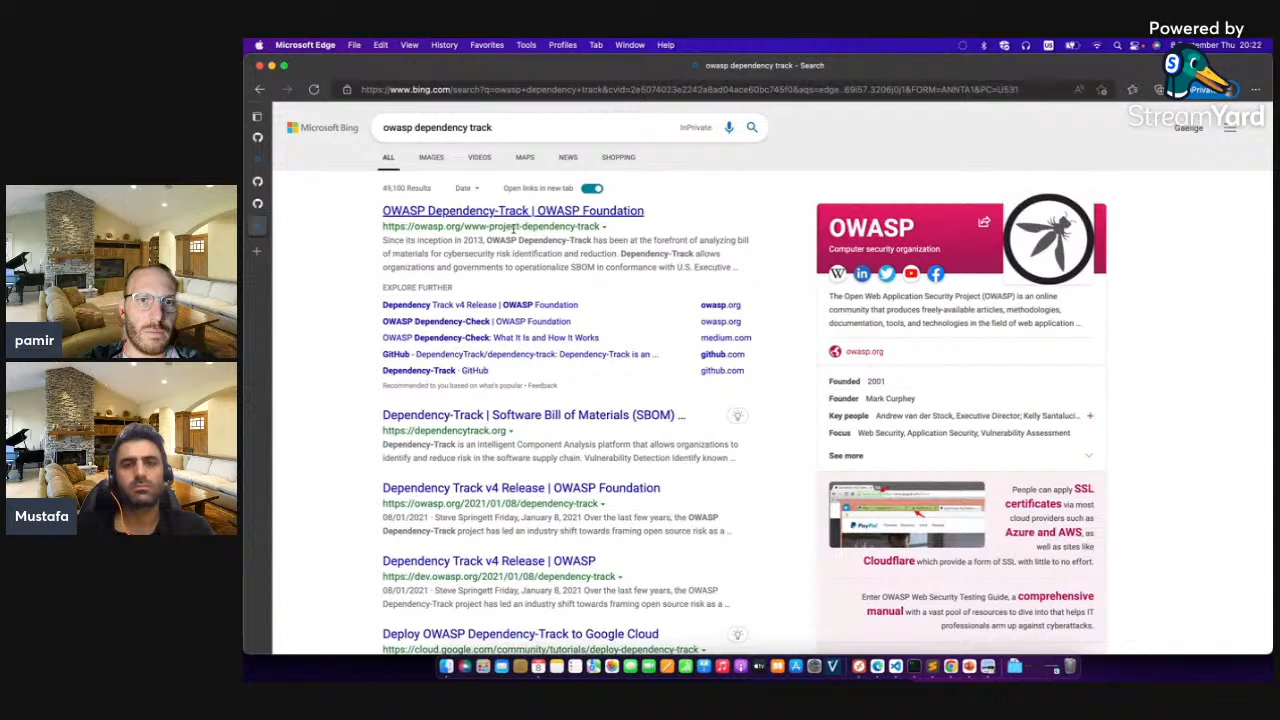 Powered by
StreamYard
Microsoft Edge File Edit View History Favorites Tools Profiles Tab Window Help
Thu 20:22
owasp dependency track - Search
Microsoft Bing
owasp dependency track
InPrivate
Gaeilge
ALL IMAGES VIDEOS MAPS NEWS SHOPPING
49,100 Results Date Open links in new tab
OWASP Dependency-Track | OWASP Foundation
https://owasp.org/www-project-dependency-track
Since its inception in 2013, OWASP Dependency-Track has been at the forefront of analyzing bill
of materials for cybersecurity risk identification and reduction. Dependency-Track allows
organizations and governments to operationalize SBOM in conformance with U.S. Executive ...
EXPLORE FURTHER
Dependency Track v4 Release | OWASP Foundation owasp.org
OWASP Dependency-Check | OWASP Foundation owasp.org
OWASP Dependency-Check: What It Is and How It Works medium.com
GitHub - DependencyTrack/dependency-track: Dependency-Track is an ... github.com
Dependency-Track · GitHub github.com
Recommended to you based on what's popular • Feedback
Dependency-Track | Software Bill of Materials (SBOM) ...
https://dependencytrack.org
Dependency-Track is an intelligent Component Analysis platform that allows organizations to
identify and reduce risk in the software supply chain. Vulnerability Detection Identify known ...
Dependency Track v4 Release | OWASP Foundation
https://owasp.org/2021/01/08/dependency-track
08/01/2021 · Steve Springett Friday, January 8, 2021 Over the last few years, the OWASP
Dependency-Track project has led an industry shift towards framing open source risk as a ...
Dependency Track v4 Release | OWASP
https://dev.owasp.org/2021/01/08/dependency-track
08/01/2021 · Steve Springett Friday, January 8, 2021 Over the last few years, the OWASP
Dependency-Track project has led an industry shift towards framing open source risk as a ...
Deploy OWASP Dependency-Track to Google Cloud
https://cloud.google.com/community/tutorials/deploy-dependency-track
OWASP
Computer security organization
The Open Web Application Security Project (OWASP) is an online
community that produces freely-available articles, methodologies,
documentation, tools, and technologies in the field of web application ...
owasp.org
Founded 2001
Founder Mark Curphey
Key people Andrew van der Stock, Executive Director; Kelly Santaluci...
Focus Web Security, Application Security, Vulnerability Assessment
See more
People can apply SSL
certificates via most
cloud providers such as
Azure and AWS, as
well as sites like
Cloudflare which provide a form of SSL with little to no effort.
Enter OWASP Web Security Testing Guide, a comprehensive
manual with a vast pool of resources to dive into that helps IT
professionals arm up against cyberattacks.
pamir
Mustafa